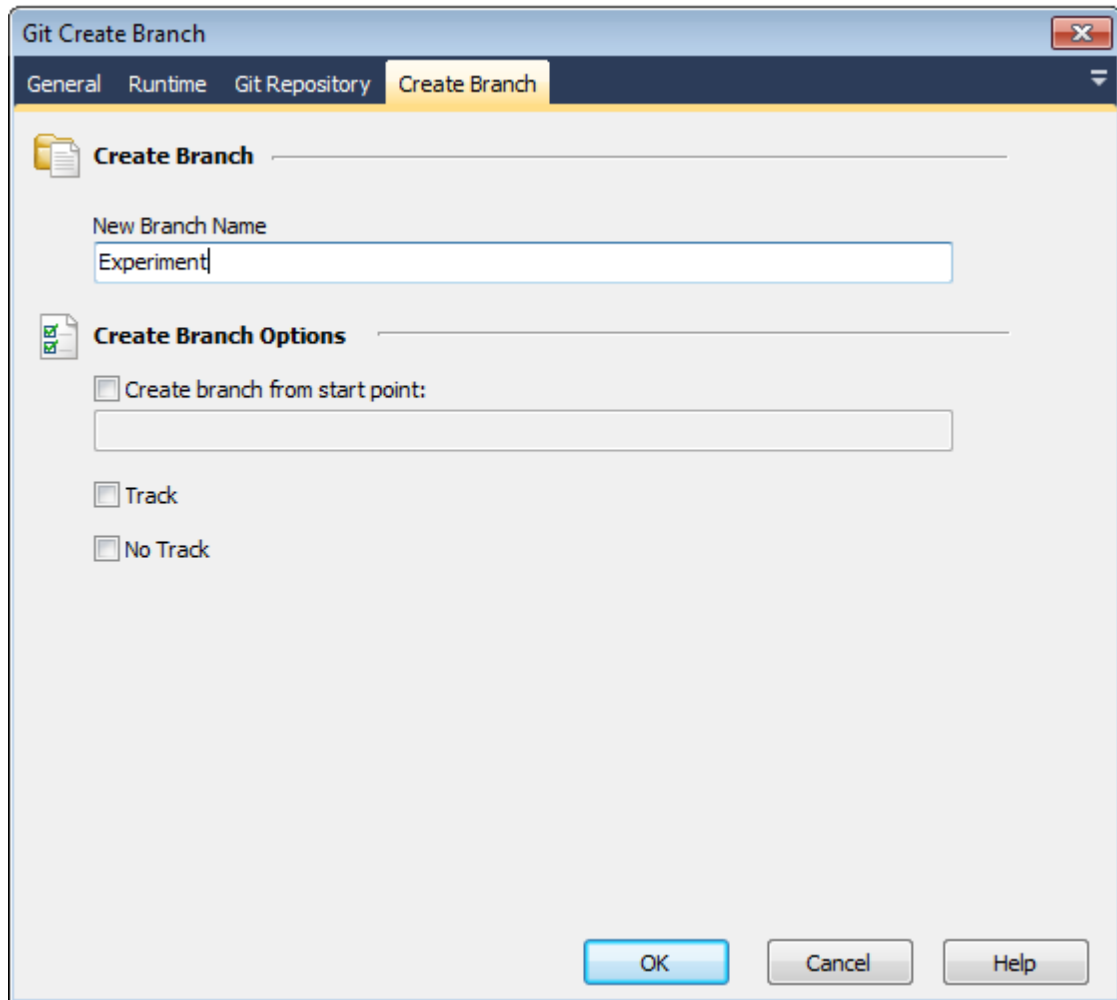 Git Create Branch
General Runtime Git Repository Create Branch
Create Branch
New Branch Name
Experiment
Create Branch Options
Create branch from start point:
Track
No Track
OK Cancel Help